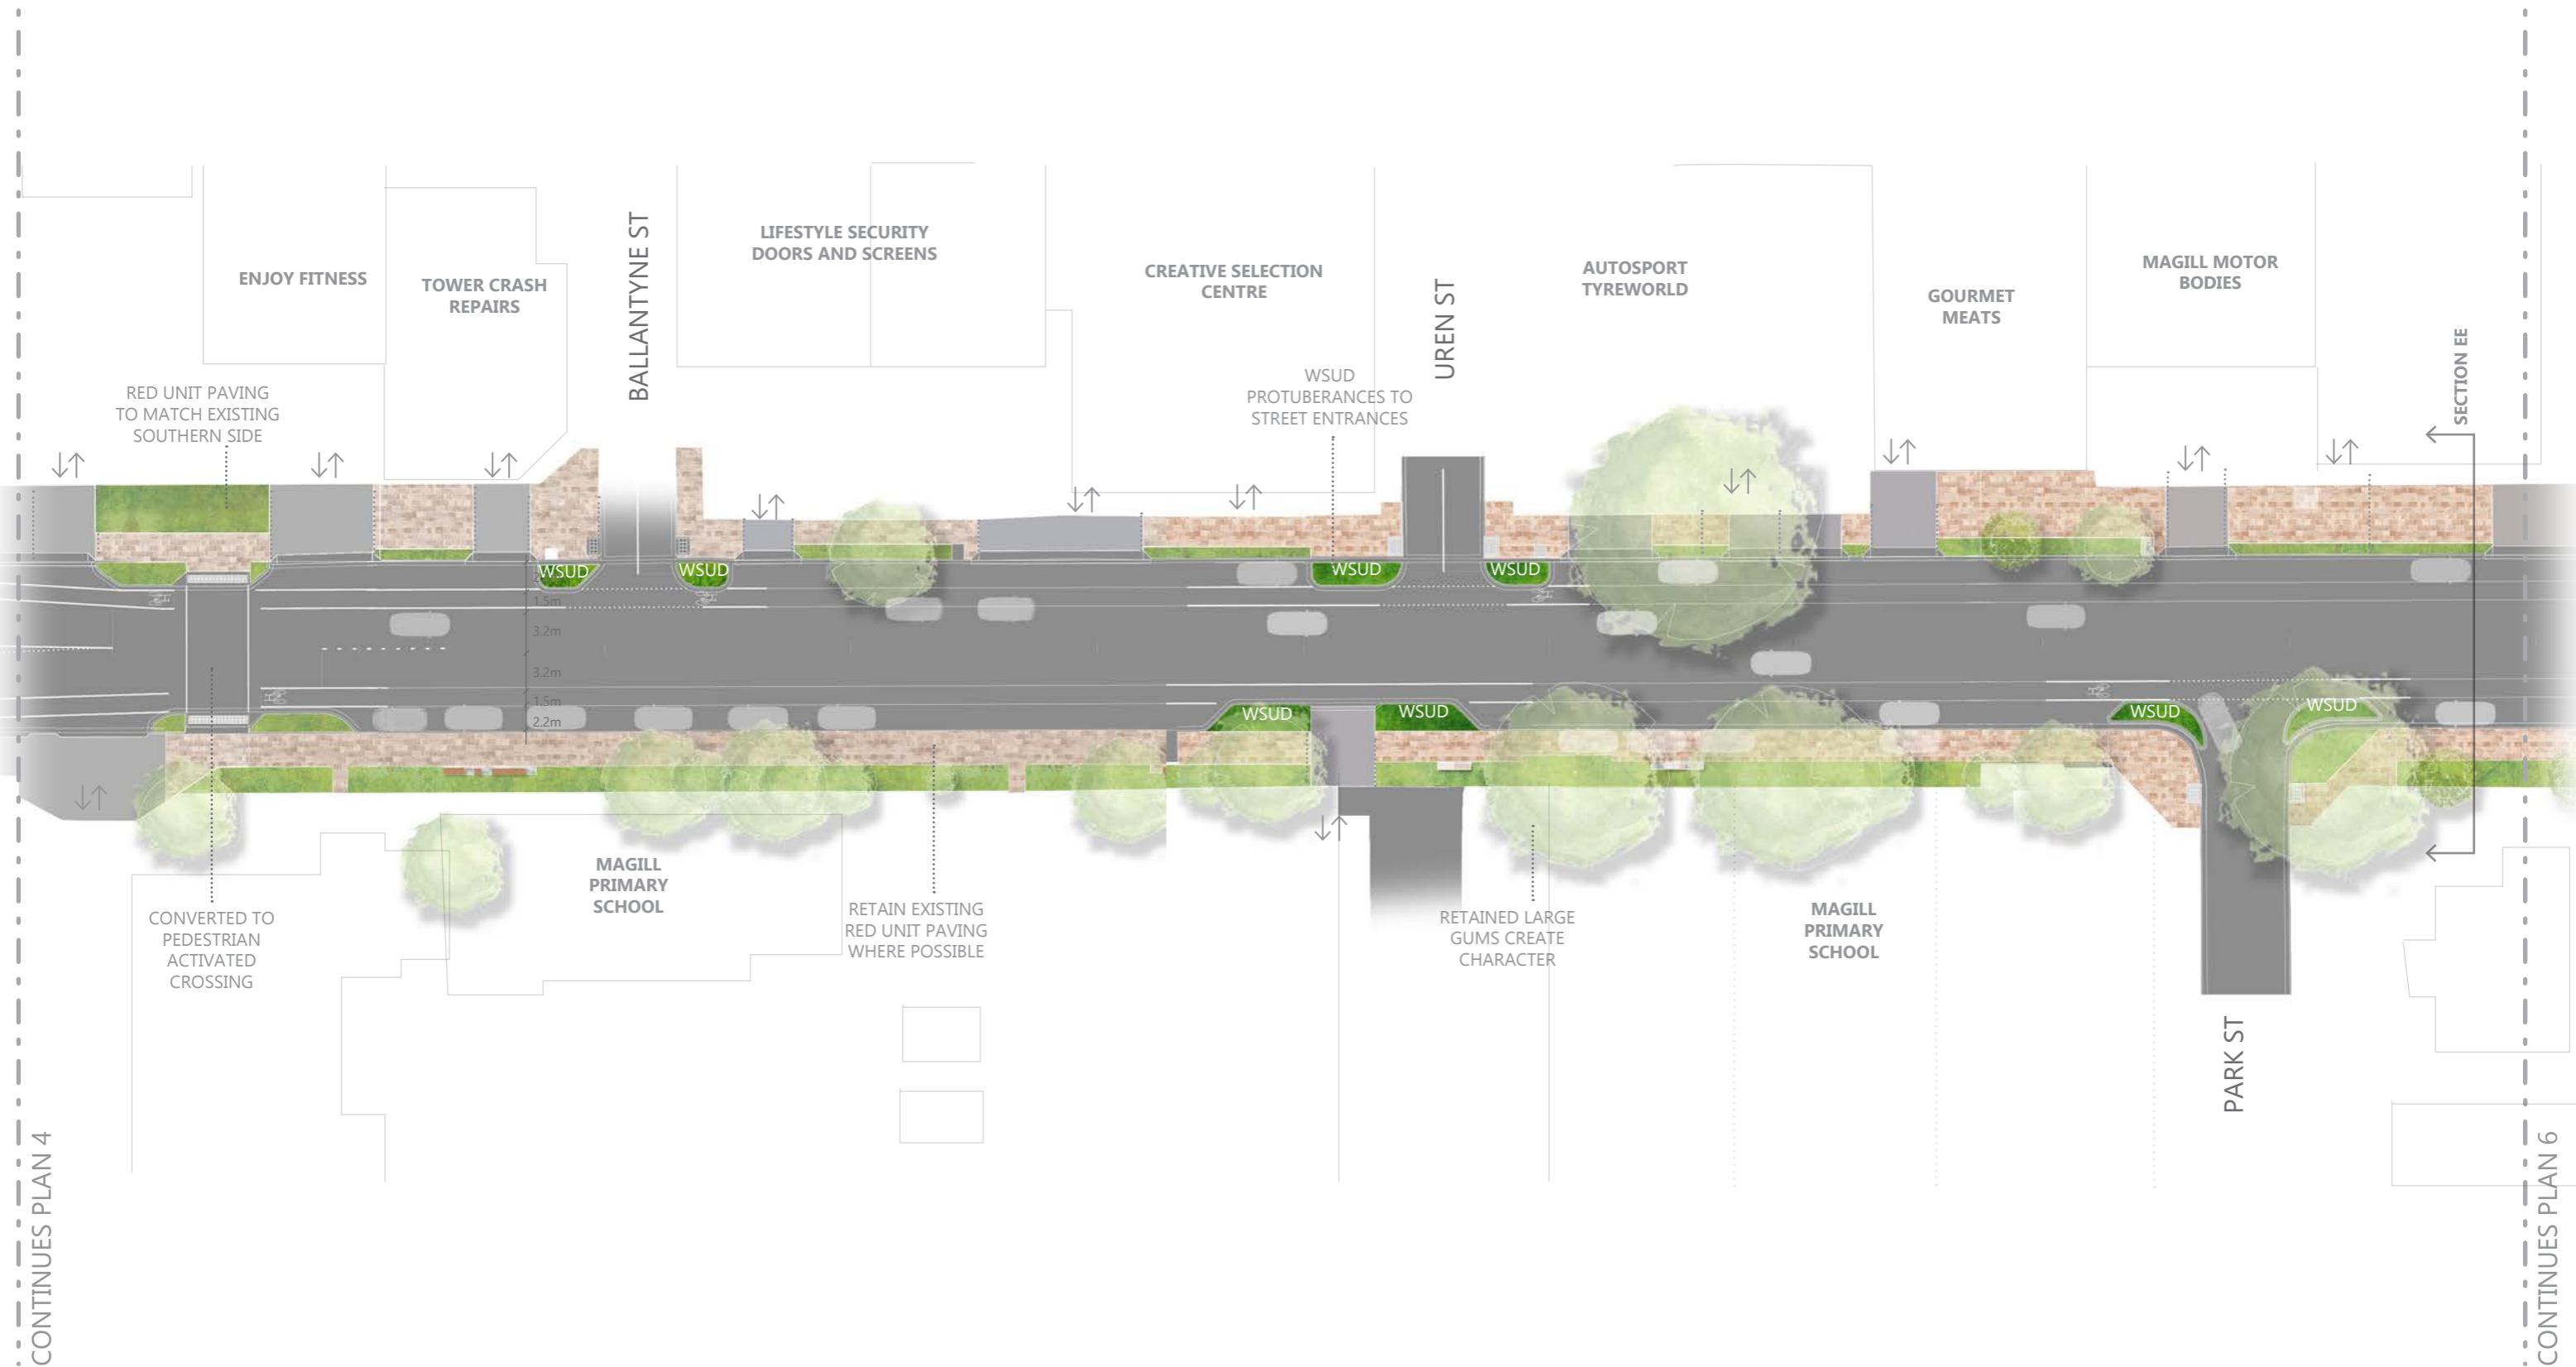 ENJOY FITNESS
TOWER CRASH
REPAIRS
BALLANTYNE ST
LIFESTYLE SECURITY
DOORS AND SCREENS
CREATIVE SELECTION
CENTRE
UREN ST
AUTOSPORT
TYREWORLD
GOURMET
MEATS
MAGILL MOTOR
BODIES
SECTION EE
RED UNIT PAVING
TO MATCH EXISTING
SOUTHERN SIDE
WSUD
PROTUBERANCES TO
STREET ENTRANCES
WSUD
WSUD
WSUD
WSUD
1.5m
3.2m
3.2m
1.5m
2.2m
WSUD
WSUD
WSUD
WSUD
CONVERTED TO
PEDESTRIAN
ACTIVATED
CROSSING
MAGILL
PRIMARY
SCHOOL
RETAIN EXISTING
RED UNIT PAVING
WHERE POSSIBLE
RETAINED LARGE
GUMS CREATE
CHARACTER
MAGILL
PRIMARY
SCHOOL
PARK ST
CONTINUES PLAN 4
CONTINUES PLAN 6